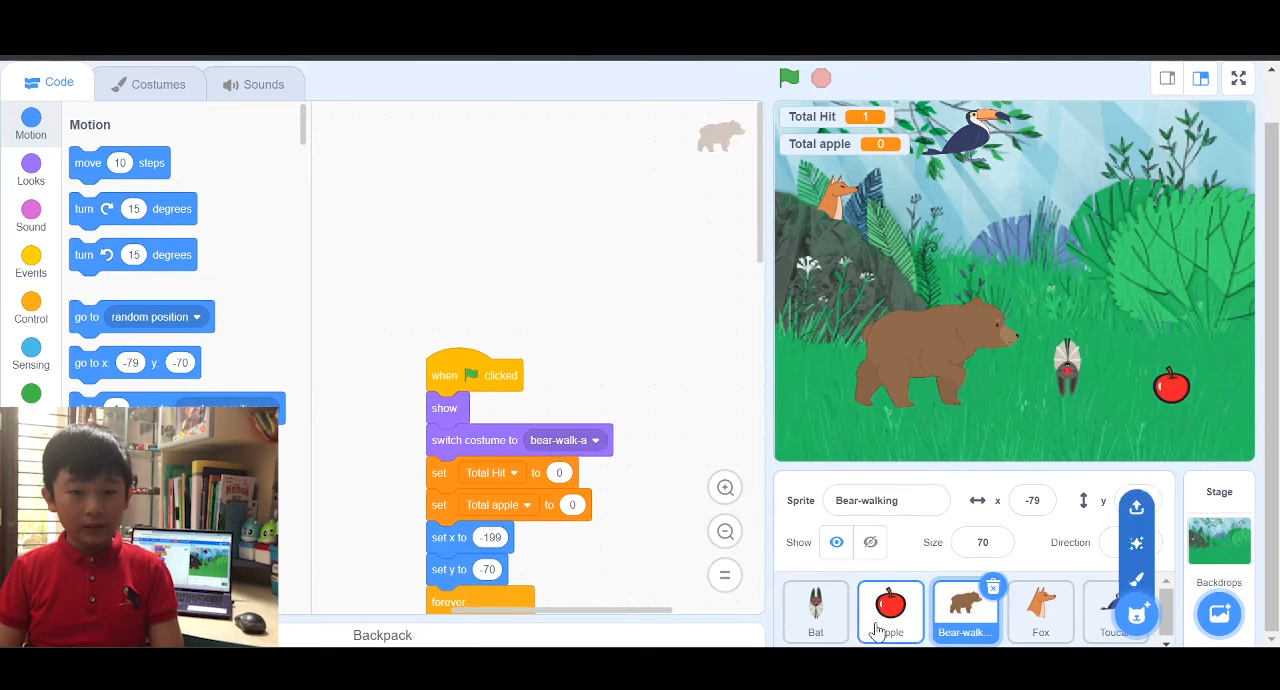 Code
Costumes
Sounds
Motion
Looks
Sound
Events
Control
Sensing
Motion
move 10 steps
turn 15 degrees
turn 15 degrees
go to random position
go to x: -79 y: -70
when clicked
show
switch costume to bear-walk-a
set Total Hit to 0
set Total apple to 0
set x to -199
set y to -70
forever
Backpack
Total Hit 1
Total apple 0
Sprite Bear-walking x -79 y
Show Size 70 Direction
Bat
Bear-walk...
Fox
Stage
Backdrops